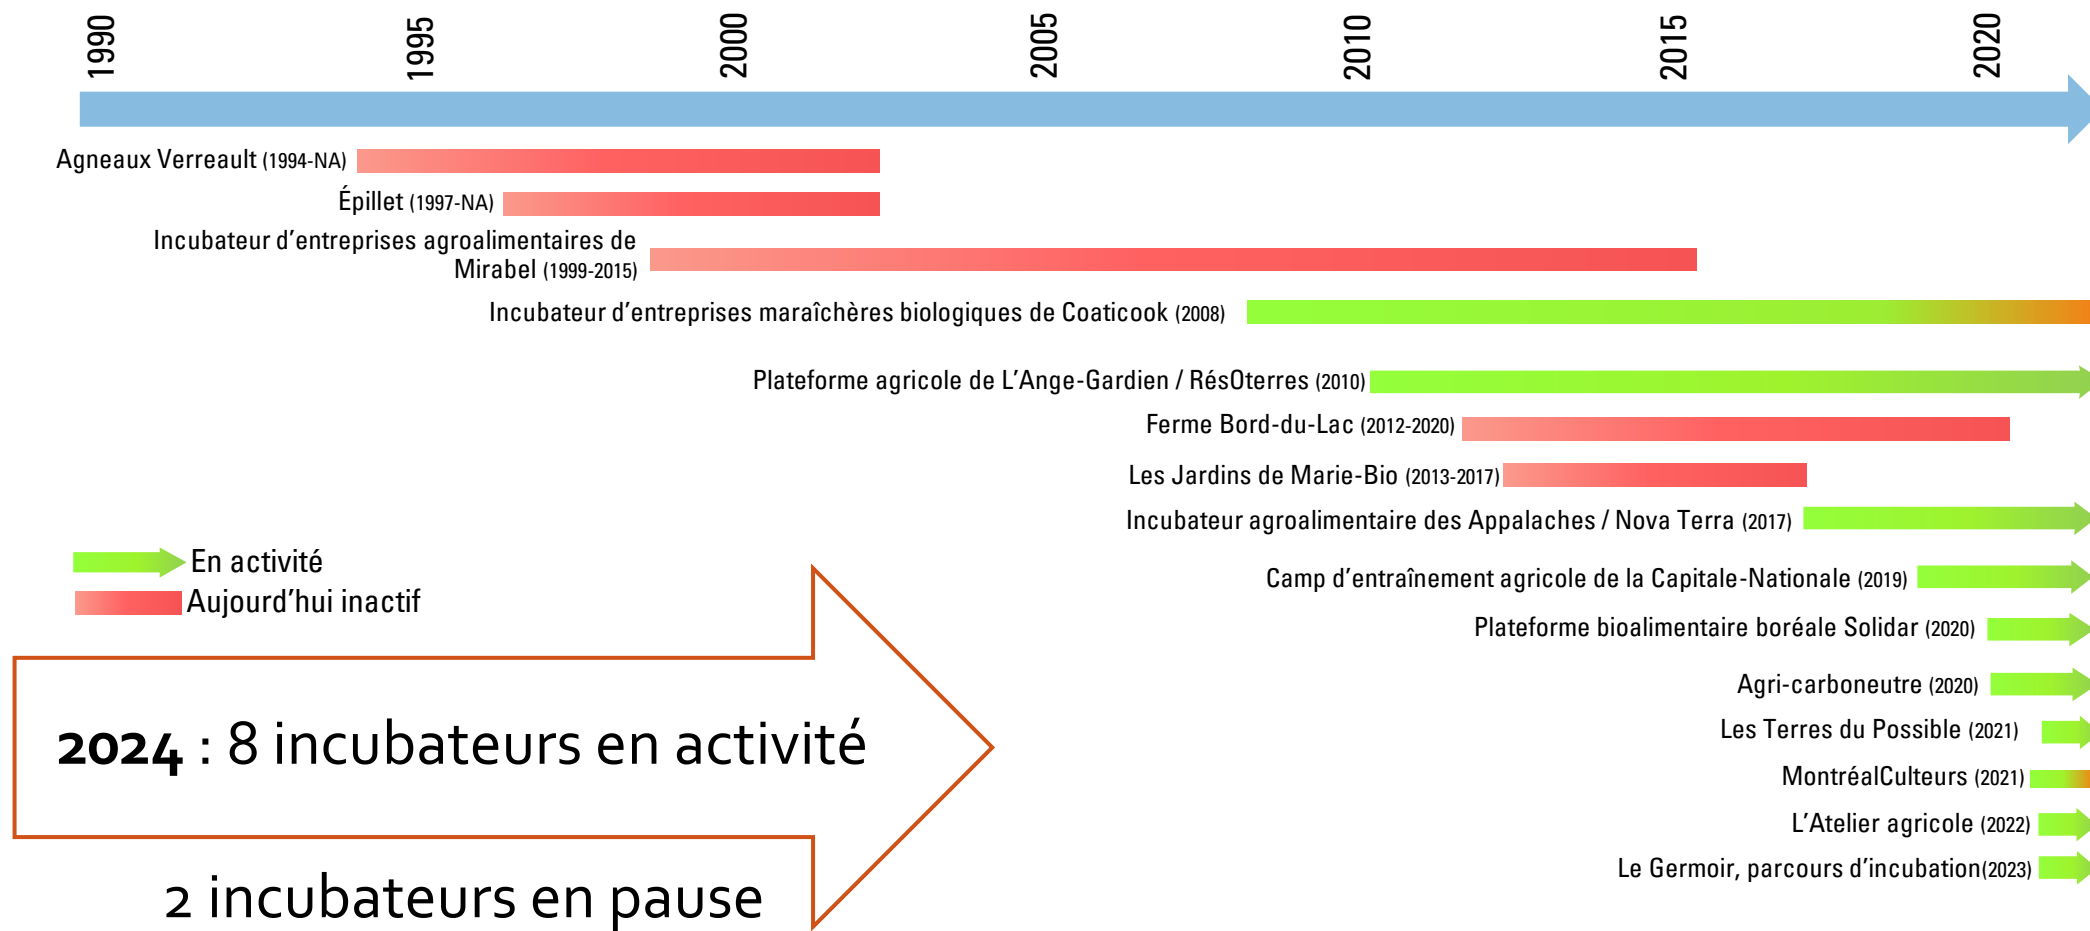 1990
1995
2000
2005
2010
2015
2020
Agneaux Verreault (1994-NA)
Épillet (1997-NA)
Incubateur d’entreprises agroalimentaires de
Mirabel (1999-2015)
Incubateur d’entreprises maraîchères biologiques de Coaticook (2008)
Plateforme agricole de L’Ange-Gardien / RésOterres (2010)
Ferme Bord-du-Lac (2012-2020)
Les Jardins de Marie-Bio (2013-2017)
Incubateur agroalimentaire des Appalaches / Nova Terra (2017)
En activité
Aujourd’hui inactif
Camp d’entraînement agricole de la Capitale-Nationale (2019)
Plateforme bioalimentaire boréale Solidar (2020)
Agri-carboneutre (2020)
Les Terres du Possible (2021)
MontréalCulteurs (2021)
L’Atelier agricole (2022)
Le Germoir, parcours d’incubation(2023)
2024 : 8 incubateurs en activité
2 incubateurs en pause